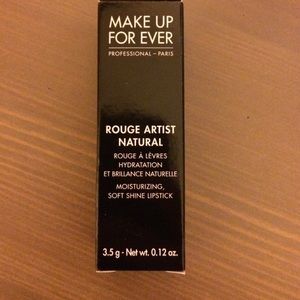 MAKE UP
FOR EVER
PROFESSIONAL – PARIS
ROUGE ARTIST
NATURAL
ROUGE À LÈVRES
HYDRATATION
ET BRILLANCE NATURELLE
MOISTURIZING,
SOFT SHINE LIPSTICK
3.5 g - Net wt. 0.12 oz.